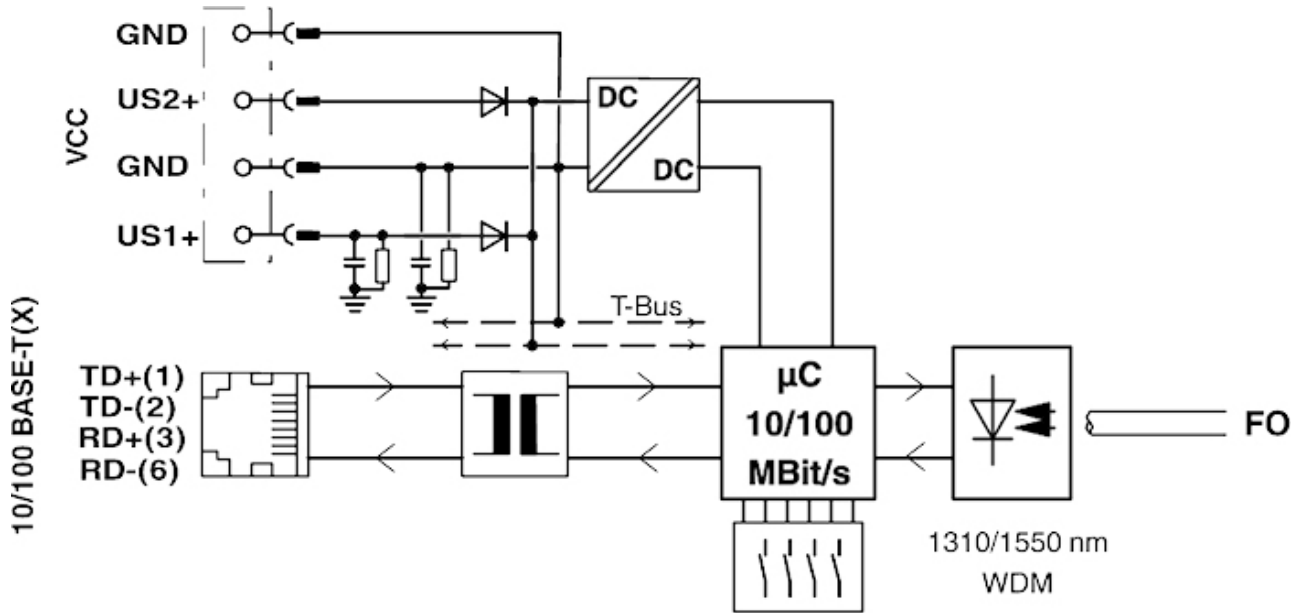 GND
US2+
VCC
GND
US1+
DC
DC
T-Bus
10/100 BASE-T(X)
TD+(1)
TD-(2)
RD+(3)
RD-(6)
µC
10/100
MBit/s
FO
1310/1550 nm
WDM